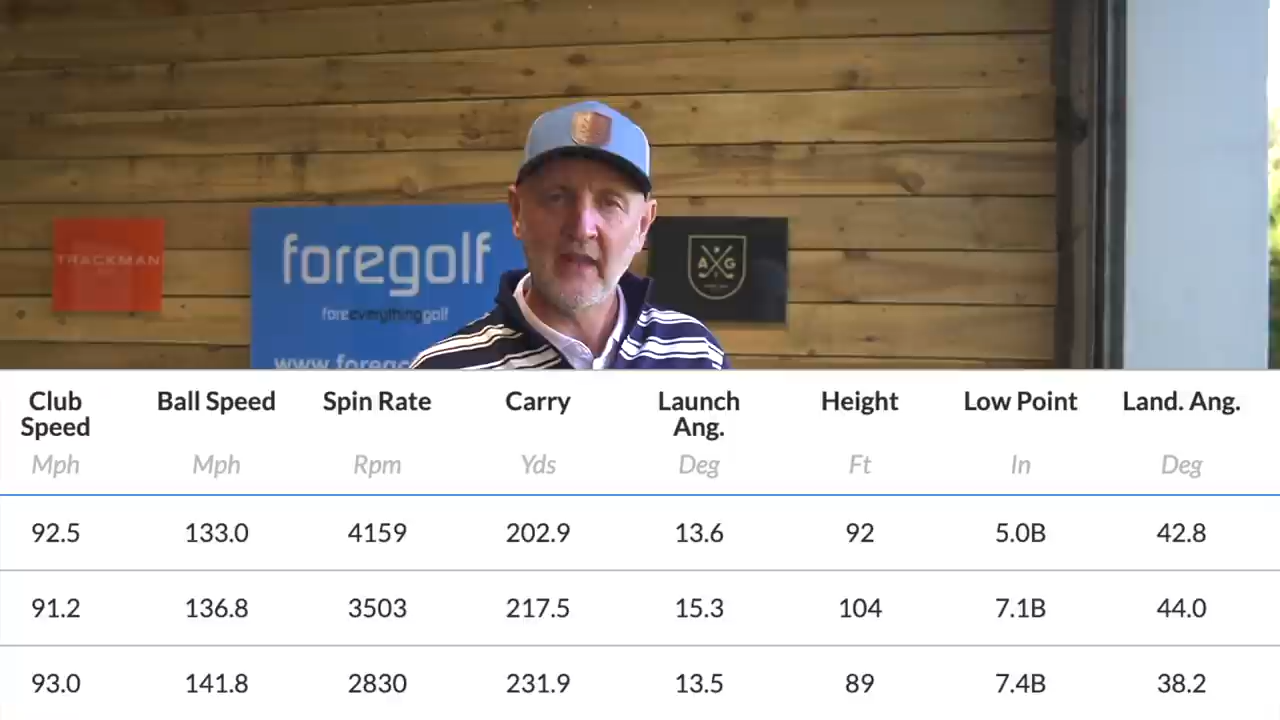 TRACKMAN
foregolf
foreeverythinggolf
www.foregc
A G
Club Speed Ball Speed Spin Rate Carry Launch Ang. Height Low Point Land. Ang.
Mph Mph Rpm Yds Deg Ft In Deg
92.5 133.0 4159 202.9 13.6 92 5.0B 42.8
91.2 136.8 3503 217.5 15.3 104 7.1B 44.0
93.0 141.8 2830 231.9 13.5 89 7.4B 38.2